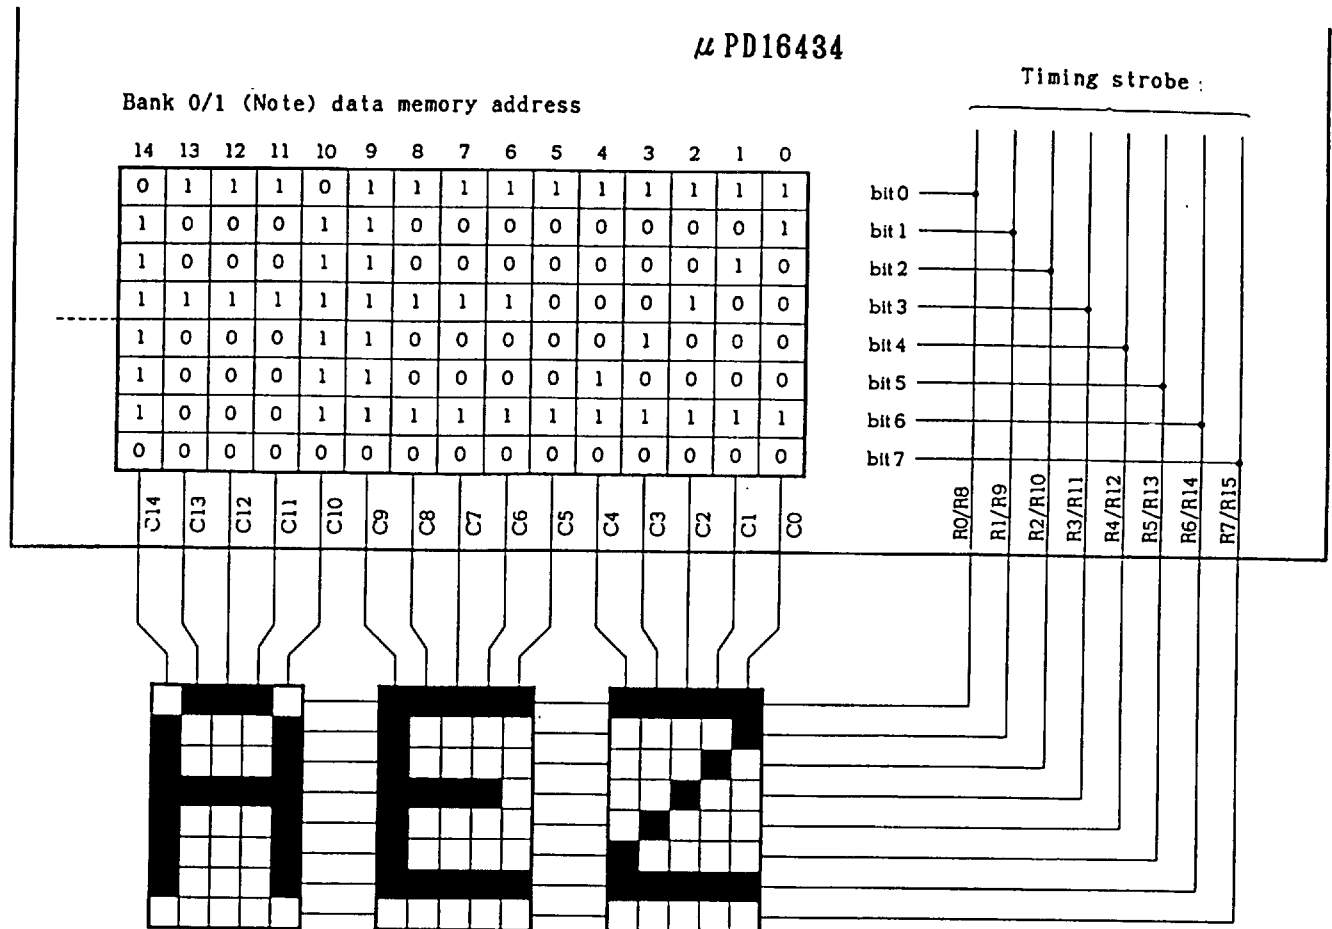 μPD16434
Timing strobe
Bank 0/1 (Note) data memory address
14 13 12 11 10 9 8 7 6 5 4 3 2 1 0
0 1 1 1 0 1 1 1 1 1 1 1 1 1 1
bit 0
1 0 0 0 1 1 0 0 0 0 0 0 0 0 1
bit 1
1 0 0 0 1 1 0 0 0 0 0 0 0 1 0
bit 2
1 1 1 1 1 1 1 1 1 0 0 0 1 0 0
bit 3
1 0 0 0 1 1 0 0 0 0 0 1 0 0 0
bit 4
1 0 0 0 1 1 0 0 0 0 1 0 0 0 0
bit 5
1 0 0 0 1 1 1 1 1 1 1 1 1 1 1
bit 6
0 0 0 0 0 0 0 0 0 0 0 0 0 0 0
bit 7
C14 C13 C12 C11 C10 C9 C8 C7 C6 C5 C4 C3 C2 C1 C0
R0/R8 R1/R9 R2/R10 R3/R11 R4/R12 R5/R13 R6/R14 R7/R15